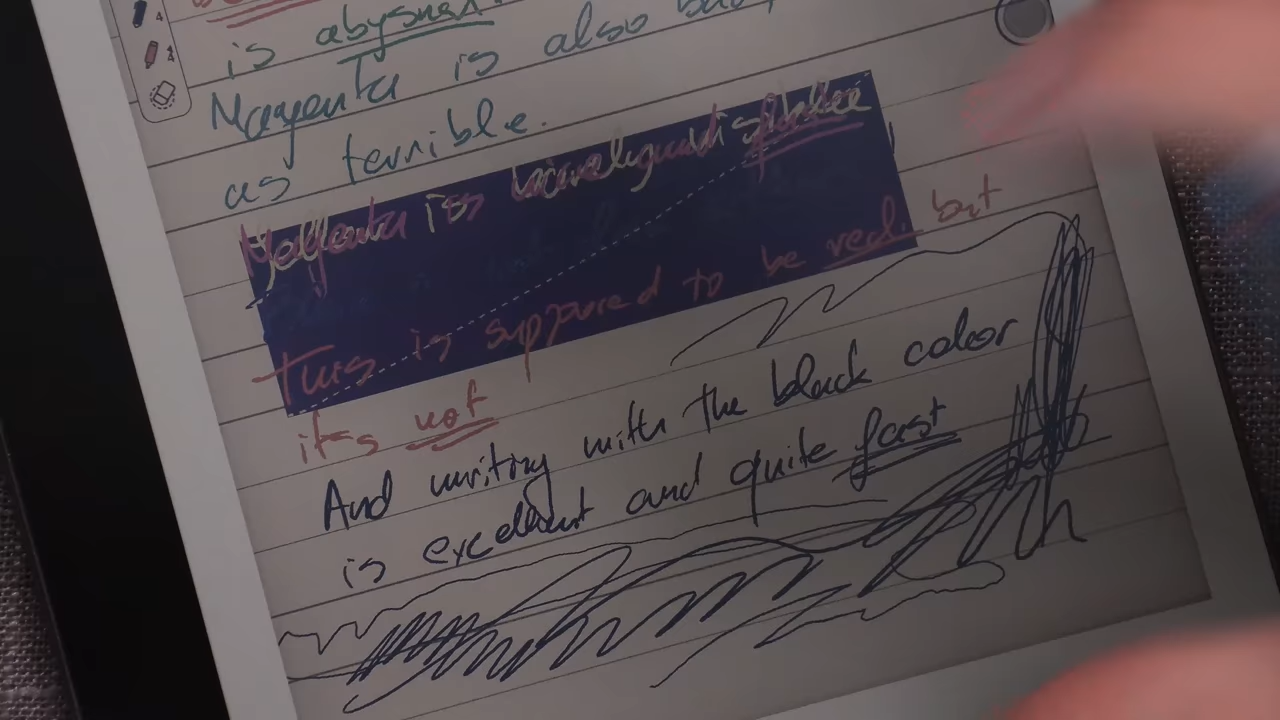 is abysmal.
Magenta is also bad,
as terrible.
Magenta is
This is supposed to be red. but
it's not
And writing with the black color
is excellent and quite fast